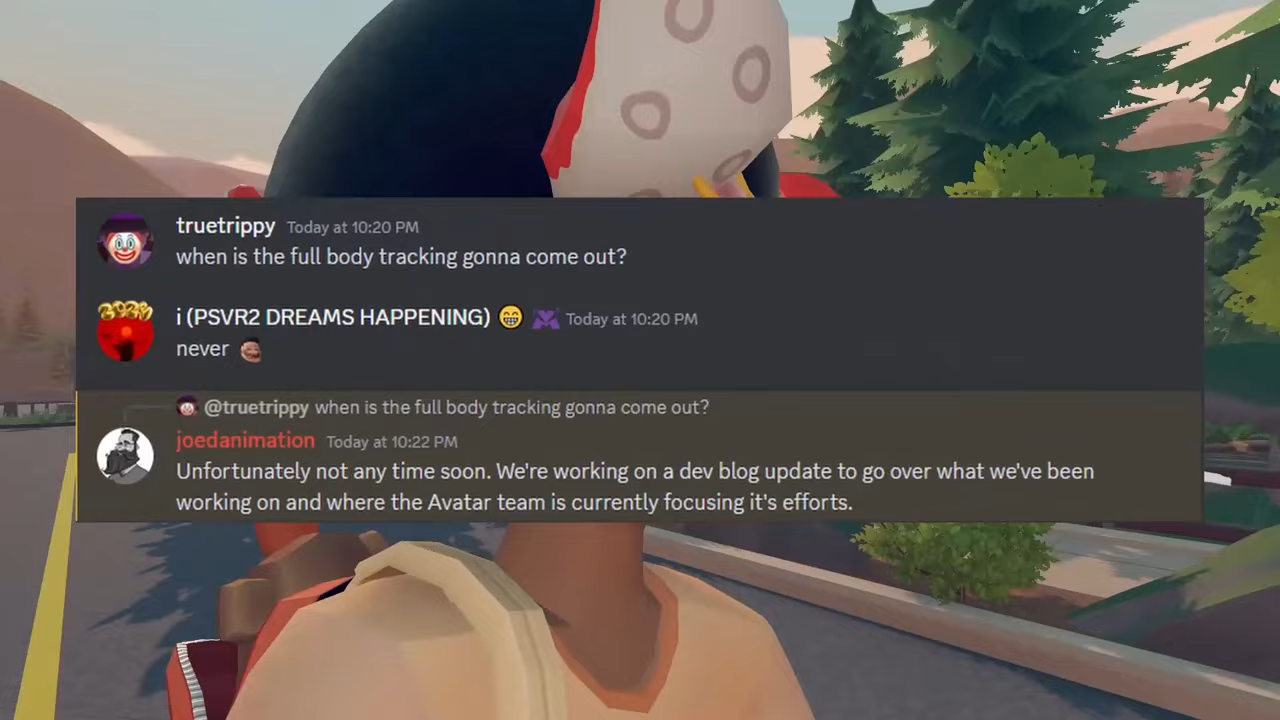 truetrippy Today at 10:20 PM
when is the full body tracking gonna come out?
i (PSVR2 DREAMS HAPPENING) 😁 Today at 10:20 PM
never
@truetrippy when is the full body tracking gonna come out?
joedanimation Today at 10:22 PM
Unfortunately not any time soon. We're working on a dev blog update to go over what we've been
working on and where the Avatar team is currently focusing it's efforts.